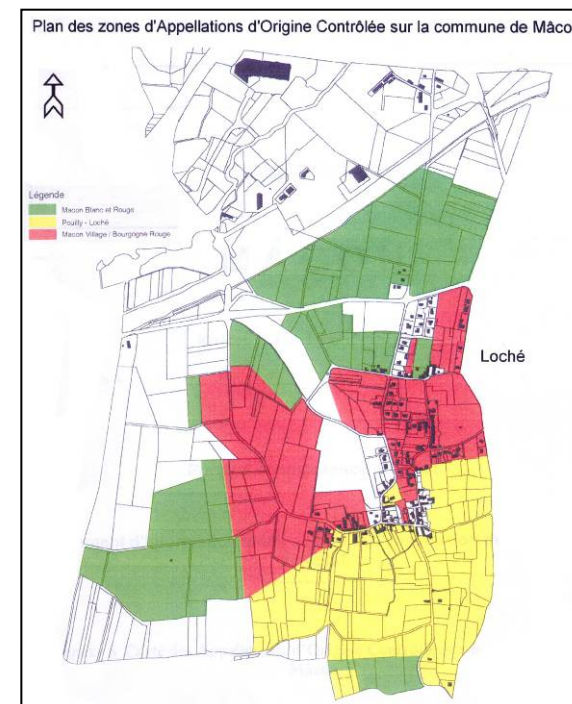 Plan des zones d'Appellations d'Origine Contrôlée sur la commune de Mâco
Légende
Macon Blanc et Rouge
Pouilly - Loché
Macon Village / Bourgogne Rouge
Loché